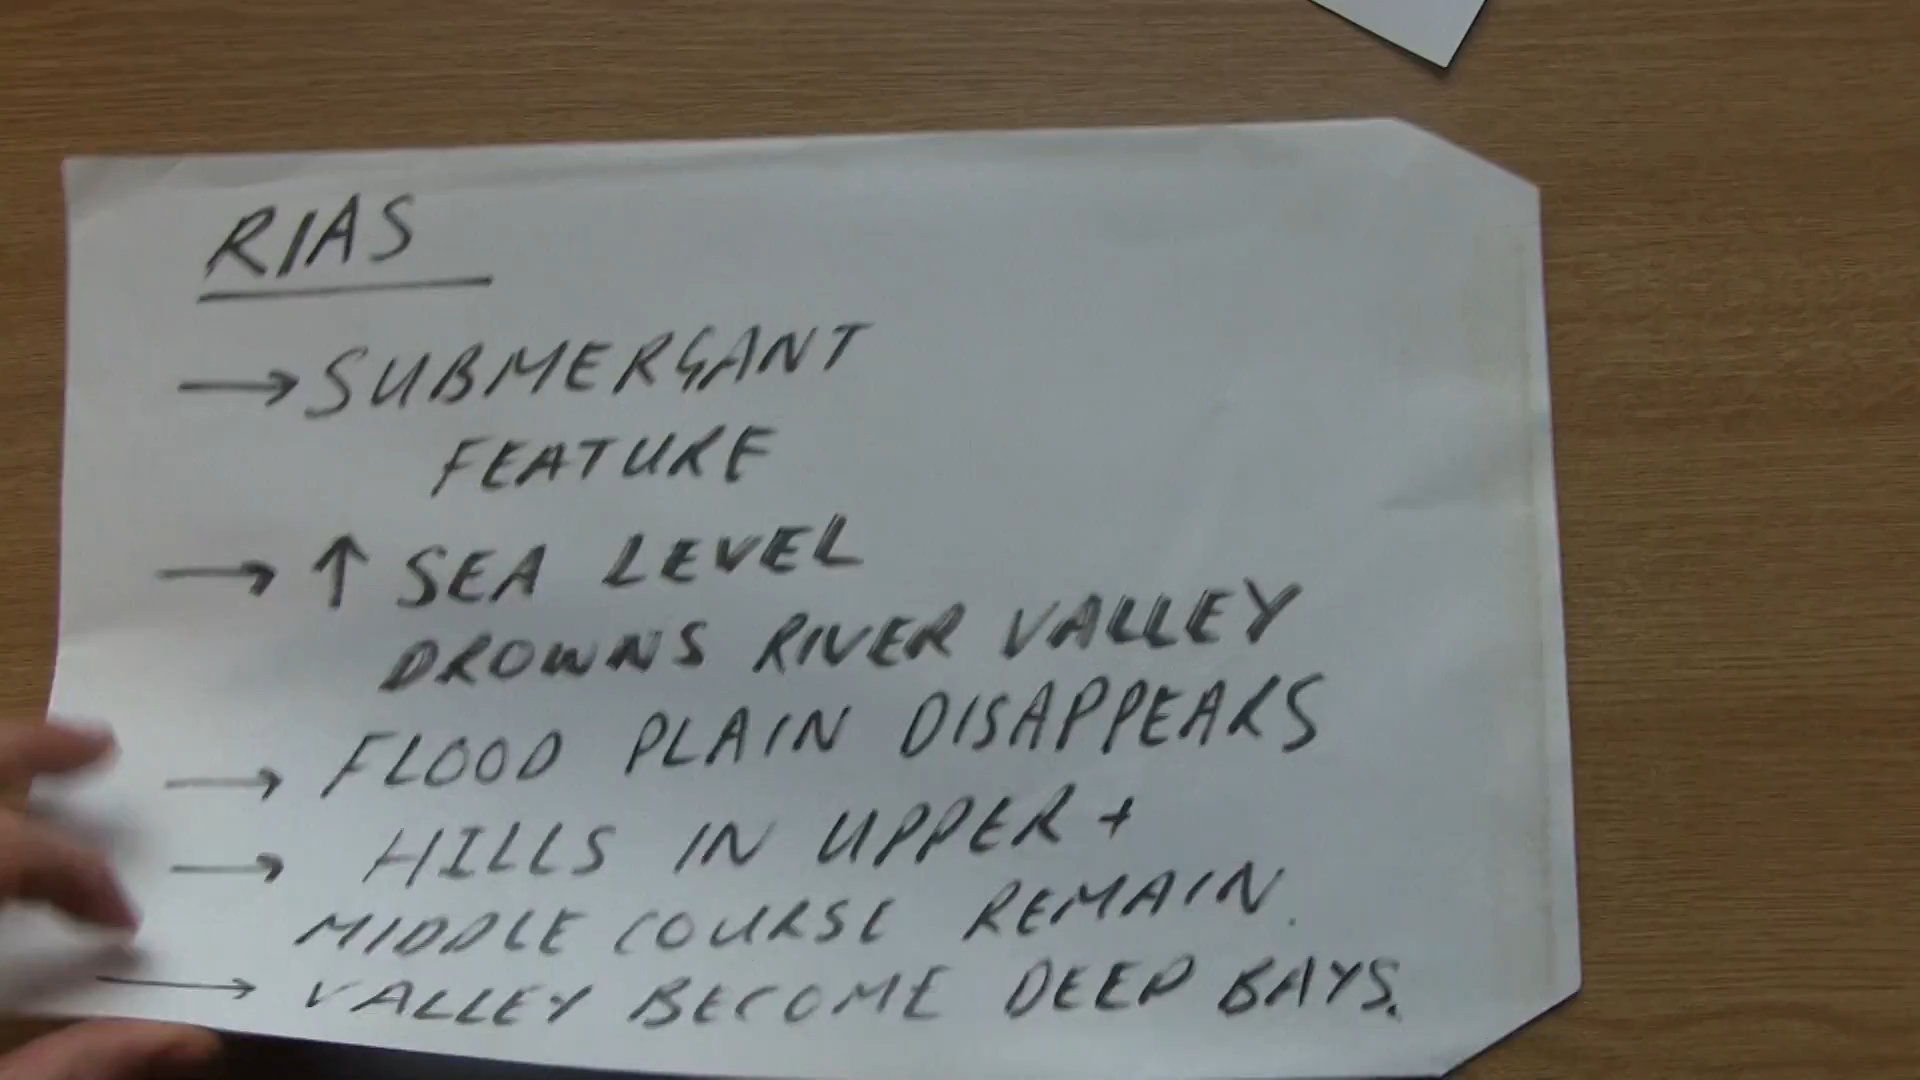 RIAS
→ SUBMERGANT
FEATURE
→ ↑ SEA LEVEL
DROWNS RIVER VALLEY
→ FLOOD PLAIN DISAPPEARS
→ HILLS IN UPPER +
MIDDLE COURSE REMAIN.
→ VALLEY BECOME DEEP BAYS.